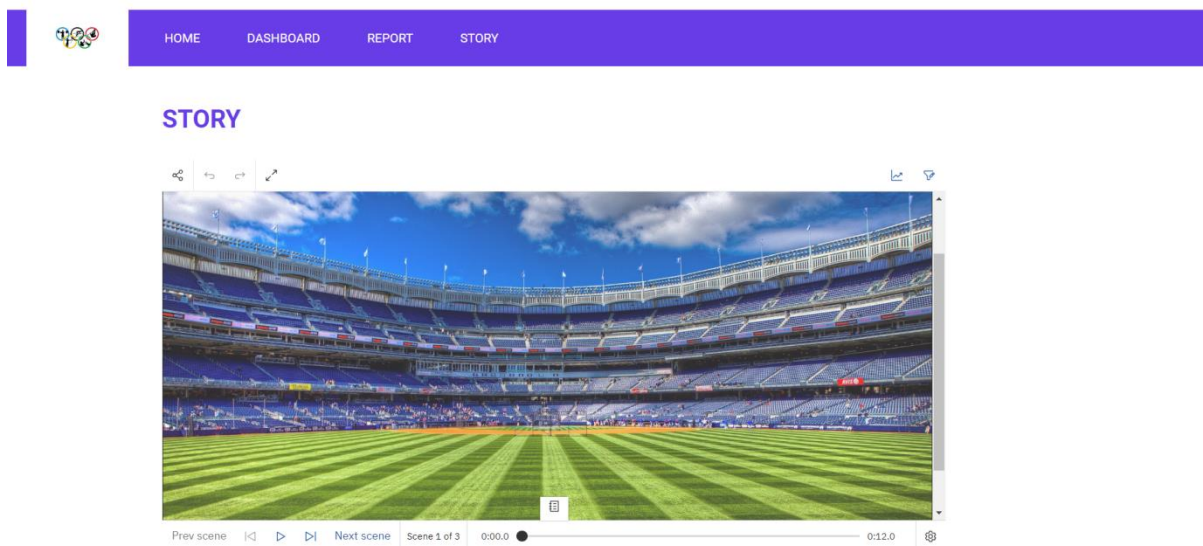 HOME DASHBOARD REPORT STORY
STORY
Prev scene Next scene Scene 1 of 3 0:00.0 0:12.0